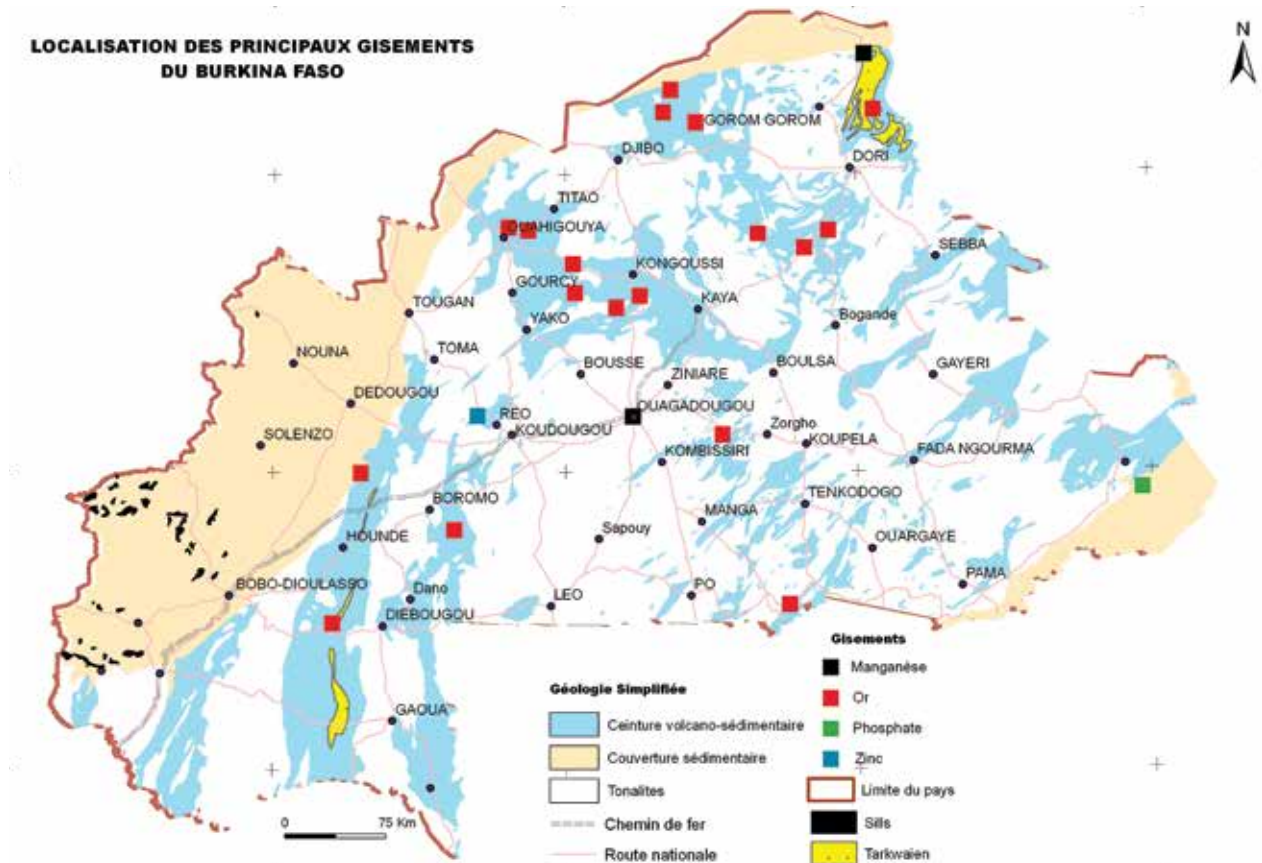 LOCALISATION DES PRINCIPAUX GISEMENTS
DU BURKINA FASO
N
GOROM GOROM
DJIBO
DORI
TITAO
OUAHIGOUYA
SEBBA
KONGOUSSI
GOURCY
KAYA
TOUGAN
YAKO
Bogande
TOMA
NOUNA
BOUSSE
ZINIARE
BOULSA
GAYERI
DEDOUGOU
OUAGADOUGOU
REO
KOUDOUGOU
Zorgho
KOUPELA
SOLENZO
KOMBISSIRI
FADA NGOURMA
BOROMO
TENKODOGO
MANGA
HOUNDE
Sapouy
OUARGAYE
BOBO-DIOULASSO
Dano
LEO
PO
PAMA
DIEBOUGOU
GAOUA
0 75 Km
Géologie Simplifiée
Ceinture volcano-sédimentaire
Couverture sédimentaire
Tonalites
Chemin de fer
Route nationale
Gisements
Manganèse
Or
Phosphate
Zinc
Limite du pays
Sills
Tarkwaien